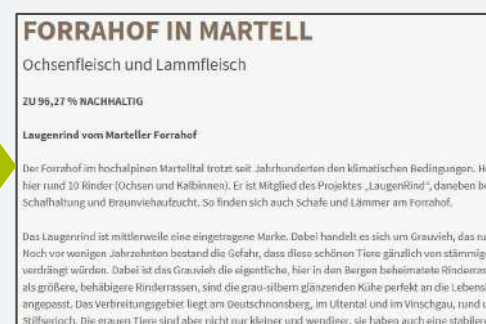 FORRAHOF IN MARTELL
Ochsenfleisch und Lammfleisch
ZU 96,27 % NACHHALTIG
Laugenrind vom Marteller Forrahof
Der Forrahof im hochalpinen Martelltal trotzt seit Jahrhunderten den klimatischen Bedingungen.
hier rund 10 Rinder (Ochsen und Kalbinnen). Er ist Mitglied des Projektes „LaugenRind“, daneben
Schafhaltung und Braunviehaufzucht. So finden sich auch Schafe und Lämmer am Forrahof.
Das Laugenrind ist mittlerweile eine eingetragene Marke. Dabei handelt es sich um Grauvieh, das
Noch vor wenigen Jahrzehnten bestand die Gefahr, dass diese schönen Tiere gänzlich von stämmige
verdrängt würden. Dabei ist das Grauvieh die eigentliche, hier in den Bergen beheimatete Rinderras
als größere, behäbigere Rinderrassen, sind die grau-silbern glänzenden Kühe perfekt an die Lebens
angepasst. Das Verbreitungsgebiet liegt am Deutschnonsberg, im Ultental und im Vinschgau, rund
Stilfserjoch. Die grauen Tiere sind aber nicht nur kleiner und wendiger, sie haben auch eine stabilere